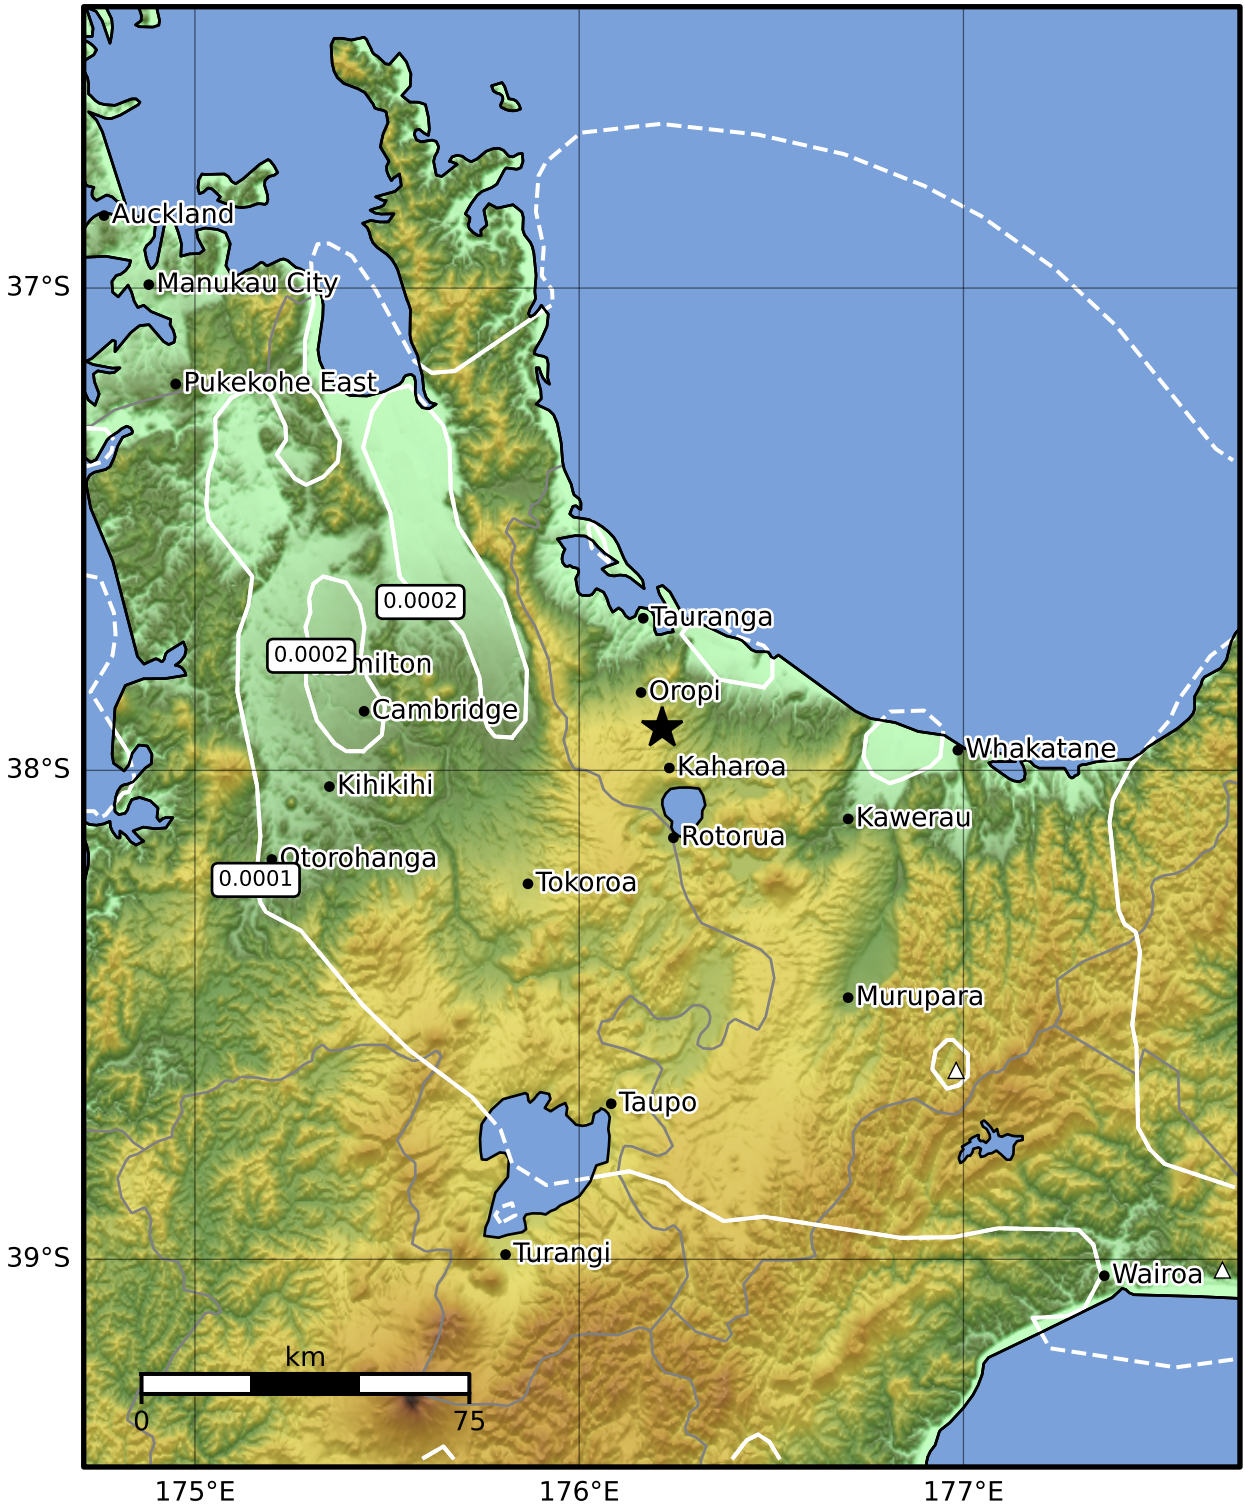 Auckland
37°S
Manukau City
Pukekohe East
0.0002
Tauranga
0.0002
milton
Oropi
Cambridge
Whakatane
38°S
Kaharoa
Kihikihi
Kawerau
Rotorua
Otorohanga
0.0001
Tokoroa
Murupara
Taupo
39°S
Turangi
Wairoa
km
0 75
175°E 176°E 177°E